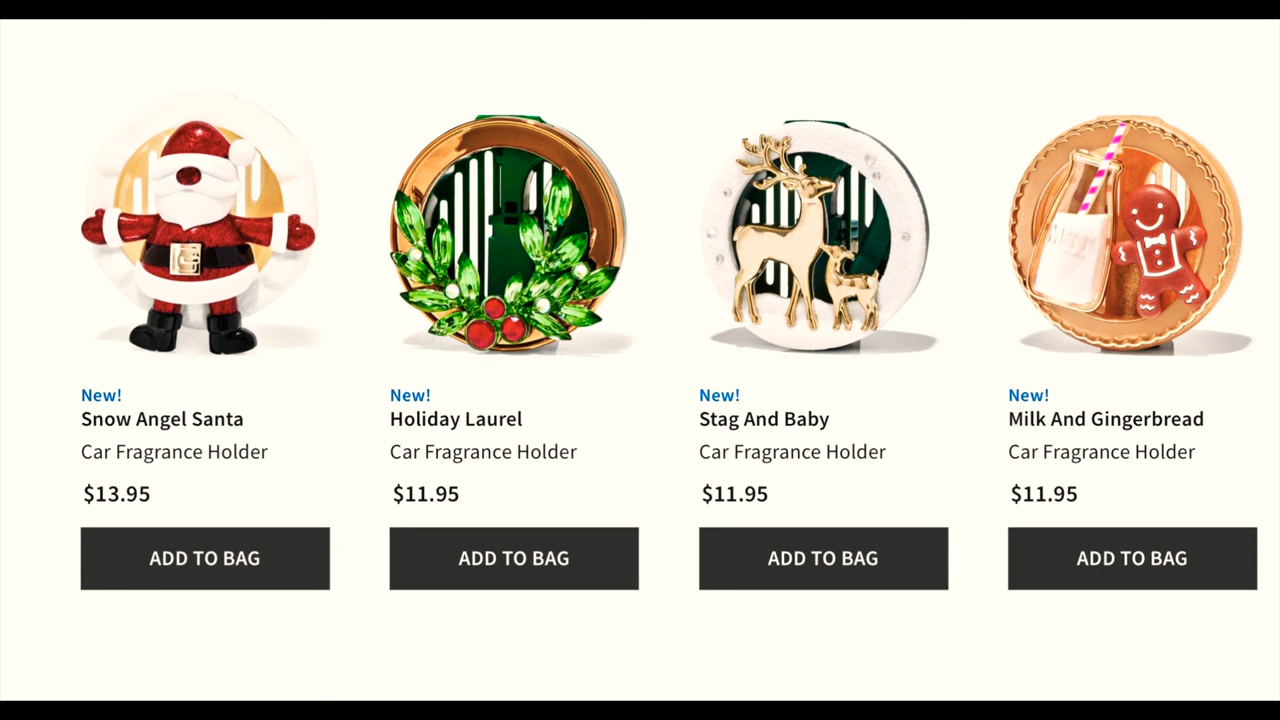 New!
Snow Angel Santa
Car Fragrance Holder
$13.95
ADD TO BAG
New!
Holiday Laurel
Car Fragrance Holder
$11.95
ADD TO BAG
New!
Stag And Baby
Car Fragrance Holder
$11.95
ADD TO BAG
New!
Milk And Gingerbread
Car Fragrance Holder
$11.95
ADD TO BAG